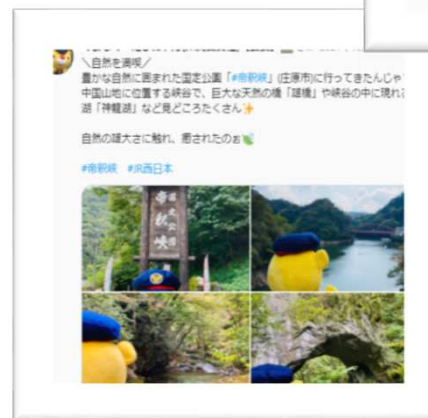 ＼自然を満喫／
豊かな自然に囲まれた国定公園「#帝釈峡」(庄原市)に行ってきたんじゃ
中国山地に位置する峡谷で、巨大な天然の橋「雄橋」や峡谷の中に現れ
湖「神龍湖」など見どころたくさん✨
自然の雄大さに触れ、癒されたのぉ🌿
#帝釈峡 #JR西日本
国定公園
帝釈峡